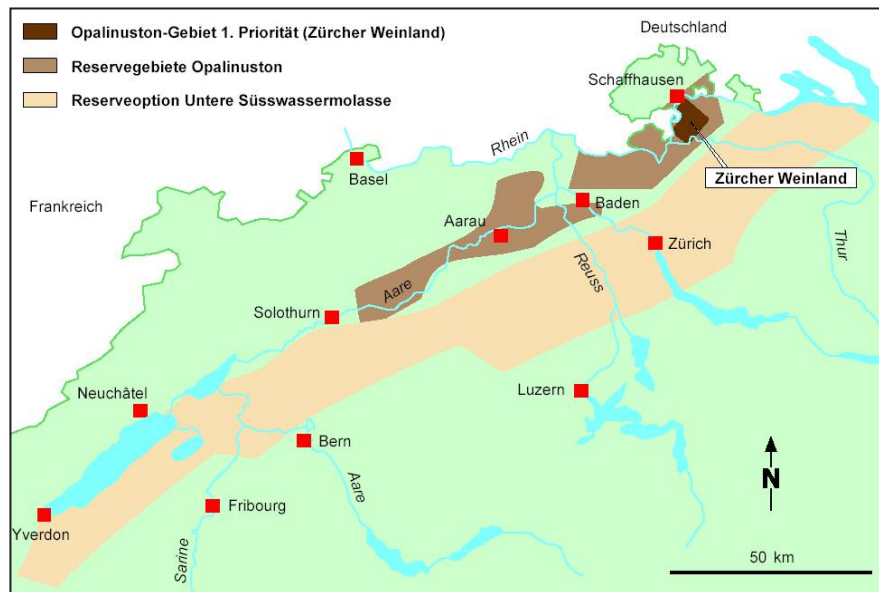 Opalinuston-Gebiet 1. Priorität (Zürcher Weinland)
Reservegebiete Opalinuston
Reserveoption Untere Süsswassermolasse
Deutschland
Schaffhausen
Rhein
Basel
Zürcher Weinland
Frankreich
Baden
Aarau
Zürich
Thur
Reuss
Aare
Solothurn
Neuchâtel
Luzern
Bern
Aare
N
Fribourg
Yverdon
Sarine
50 km